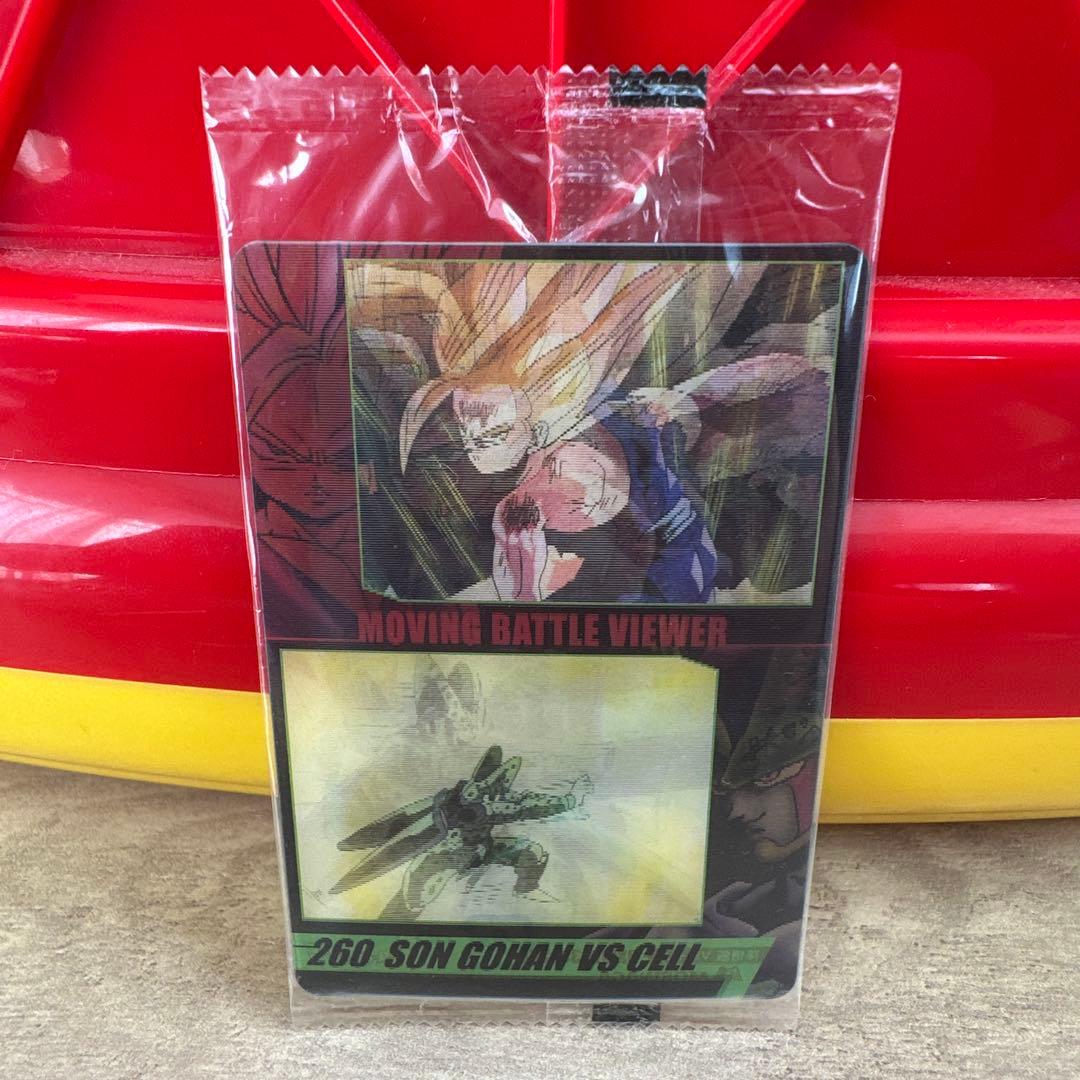 MOVING BATTLE VIEWER
260 SON GOHAN VS CELL